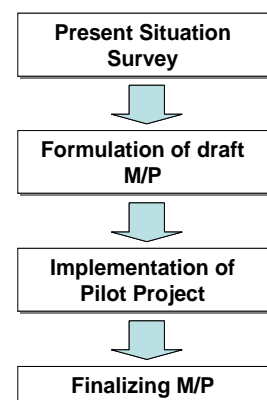 Present Situation
Survey
Formulation of draft
M/P
Implementation of
Pilot Project
Finalizing M/P